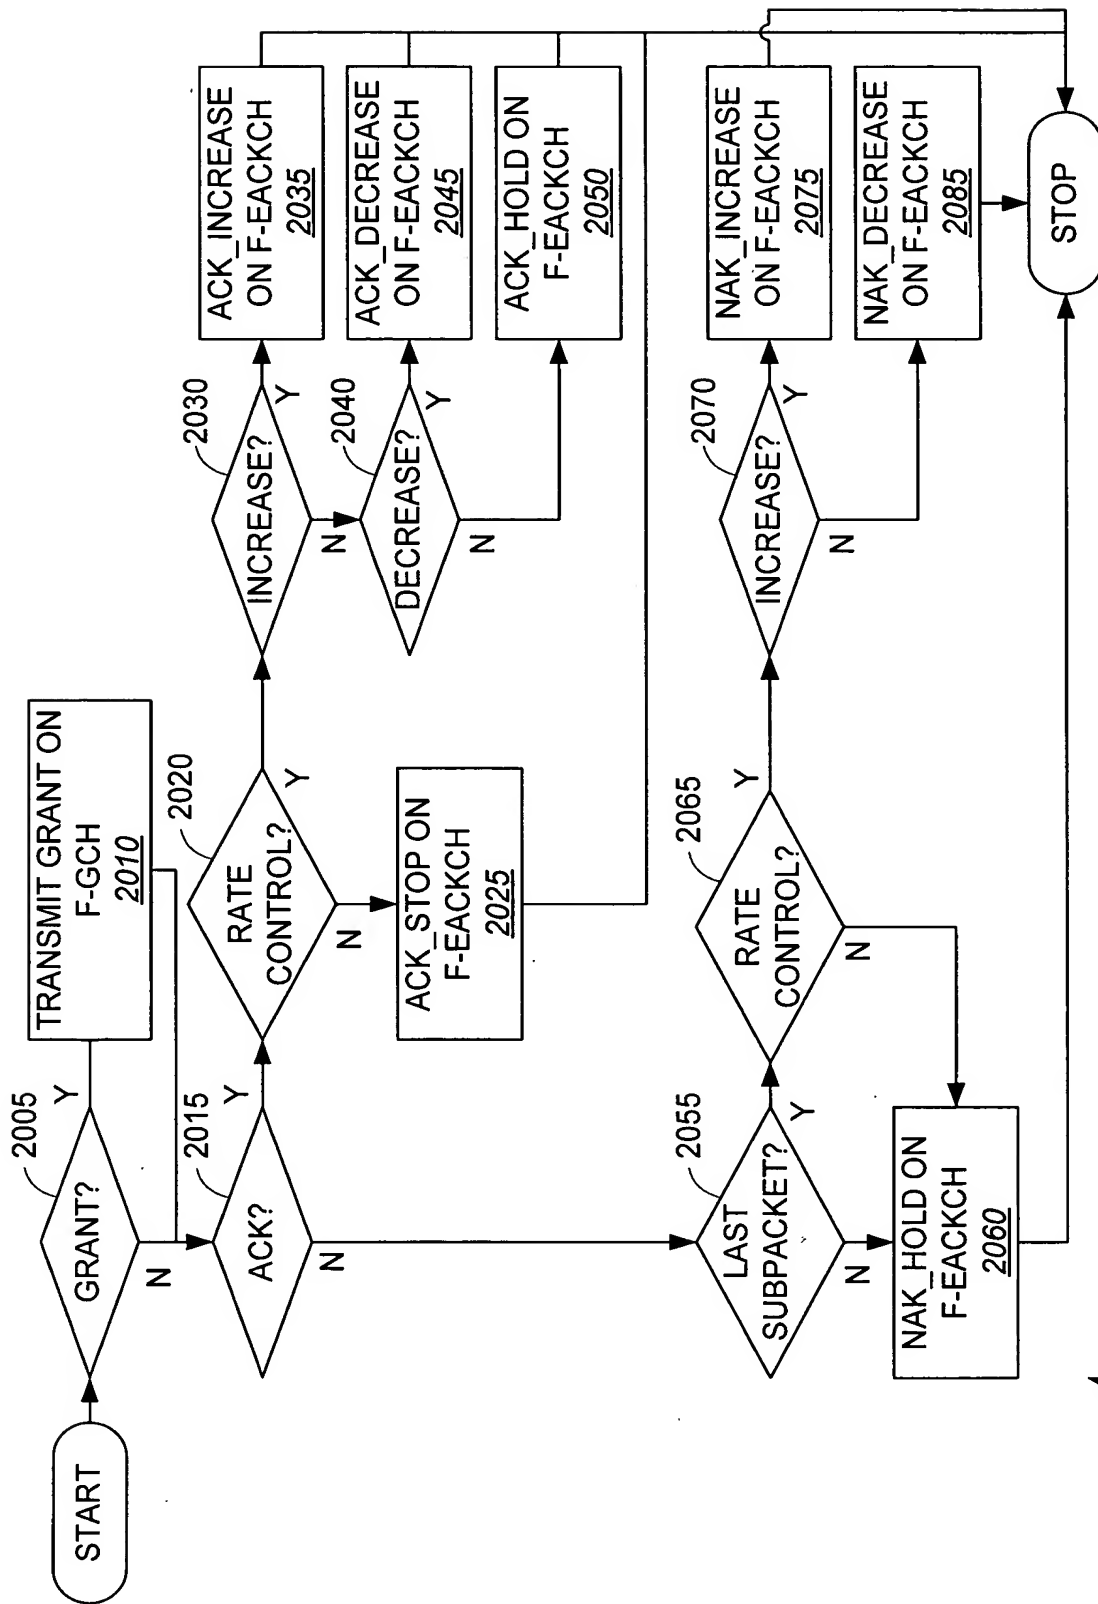 START
GRANT?
2005
Y
N
TRANSMIT GRANT ON
F-GCH
2010
ACK?
2015
Y
N
RATE
CONTROL?
2020
Y
N
ACK_STOP ON
F-EACKCH
2025
INCREASE?
2030
Y
N
ACK_INCREASE
ON F-EACKCH
2035
DECREASE?
2040
Y
N
ACK_DECREASE
ON F-EACKCH
2045
ACK_HOLD ON
F-EACKCH
2050
LAST
SUBPACKET?
2055
Y
N
NAK_HOLD ON
F-EACKCH
2060
RATE
CONTROL?
2065
Y
N
INCREASE?
2070
Y
N
NAK_INCREASE
ON F-EACKCH
2075
NAK_DECREASE
ON F-EACKCH
2085
STOP